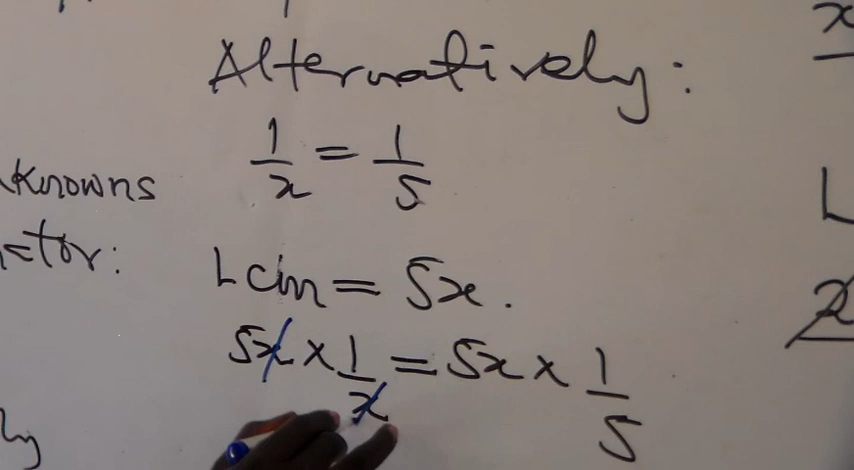 Alternatively:
1/x = 1/5
Lcm = 5x.
5x × 1/x = 5x × 1/5